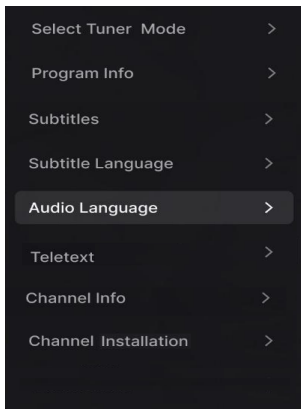 Select Tuner Mode
Program Info
Subtitles
Subtitle Language
Audio Language
Teletext
Channel Info
Channel Installation